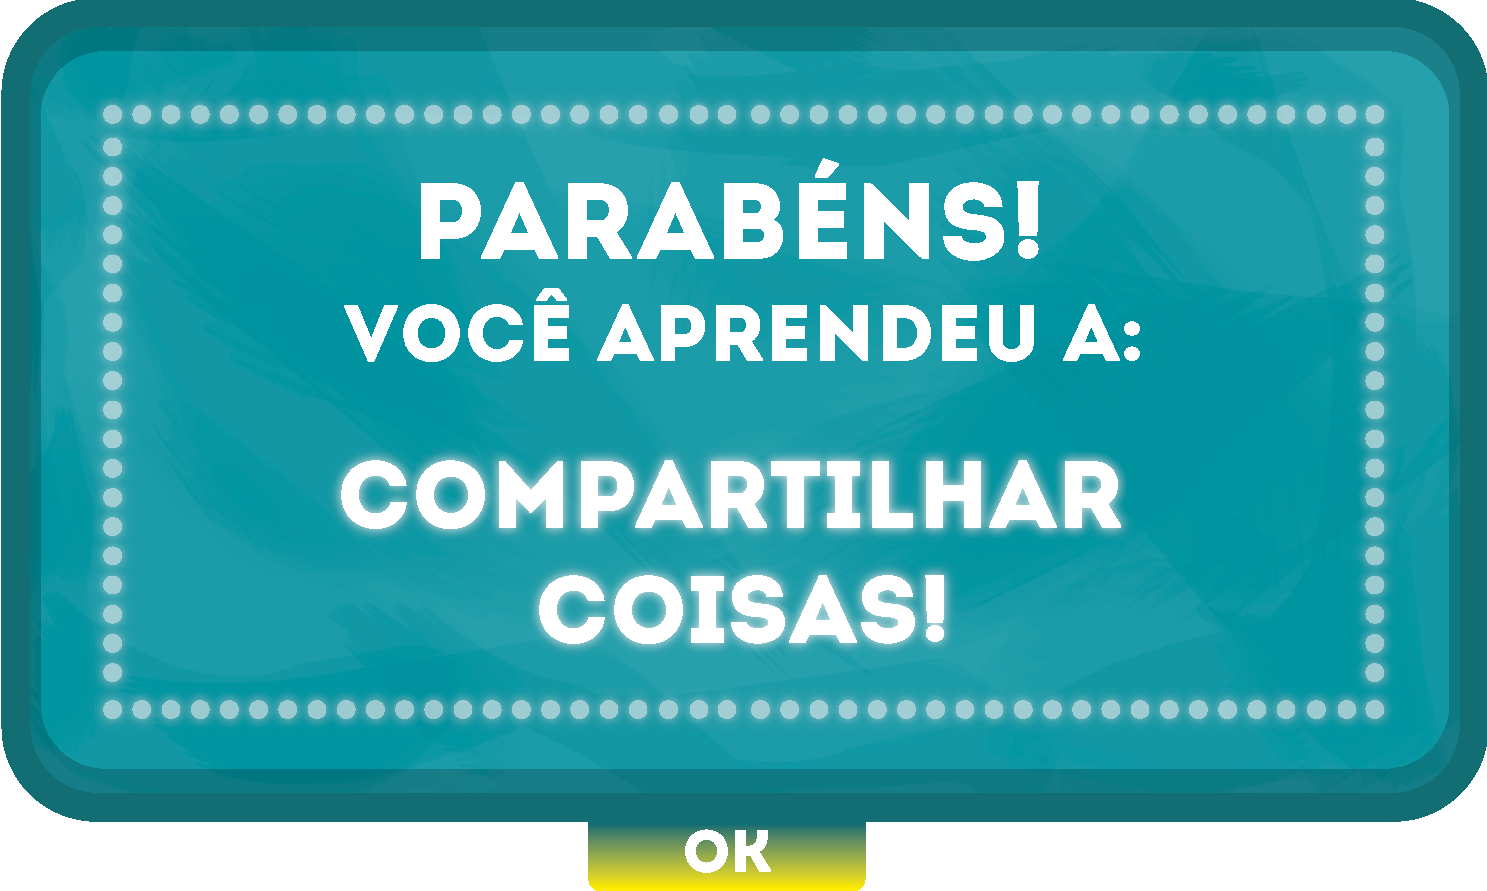 PARABÉNS!
VOCÊ APRENDEU A:
COMPARTILHAR
COISAS!
OK